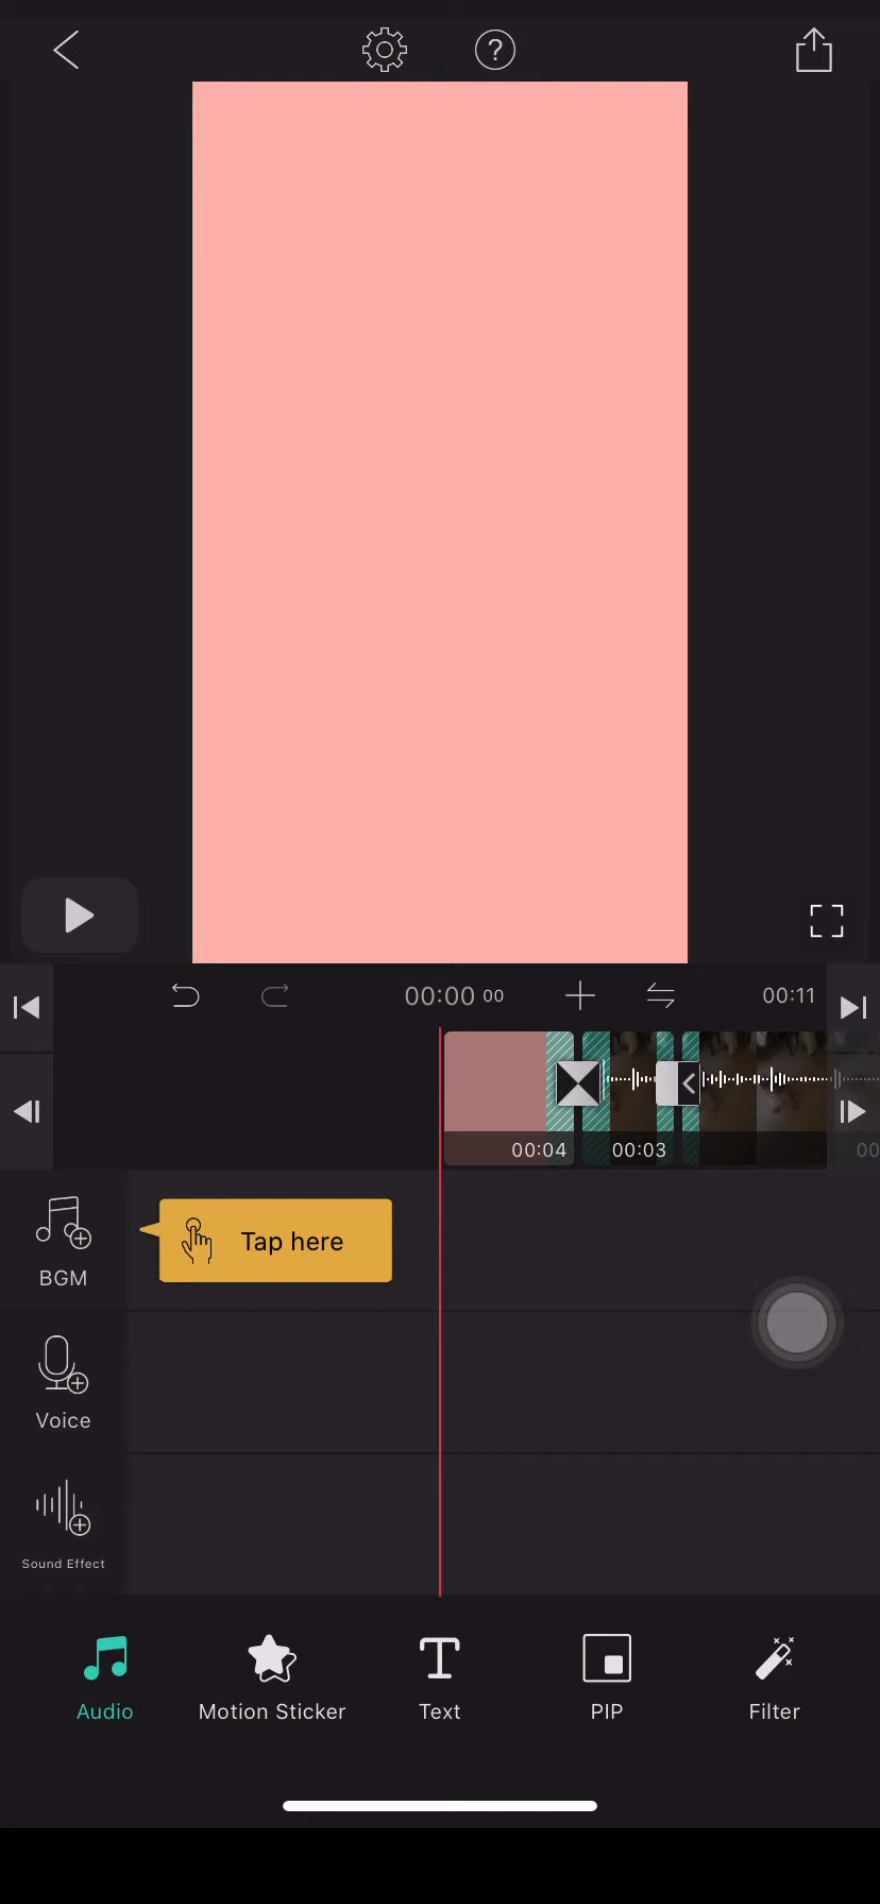 ?
00:00 00
00:11
00:04
00:03
00
BGM
Tap here
Voice
Sound Effect
Audio
Motion Sticker
Text
PIP
Filter